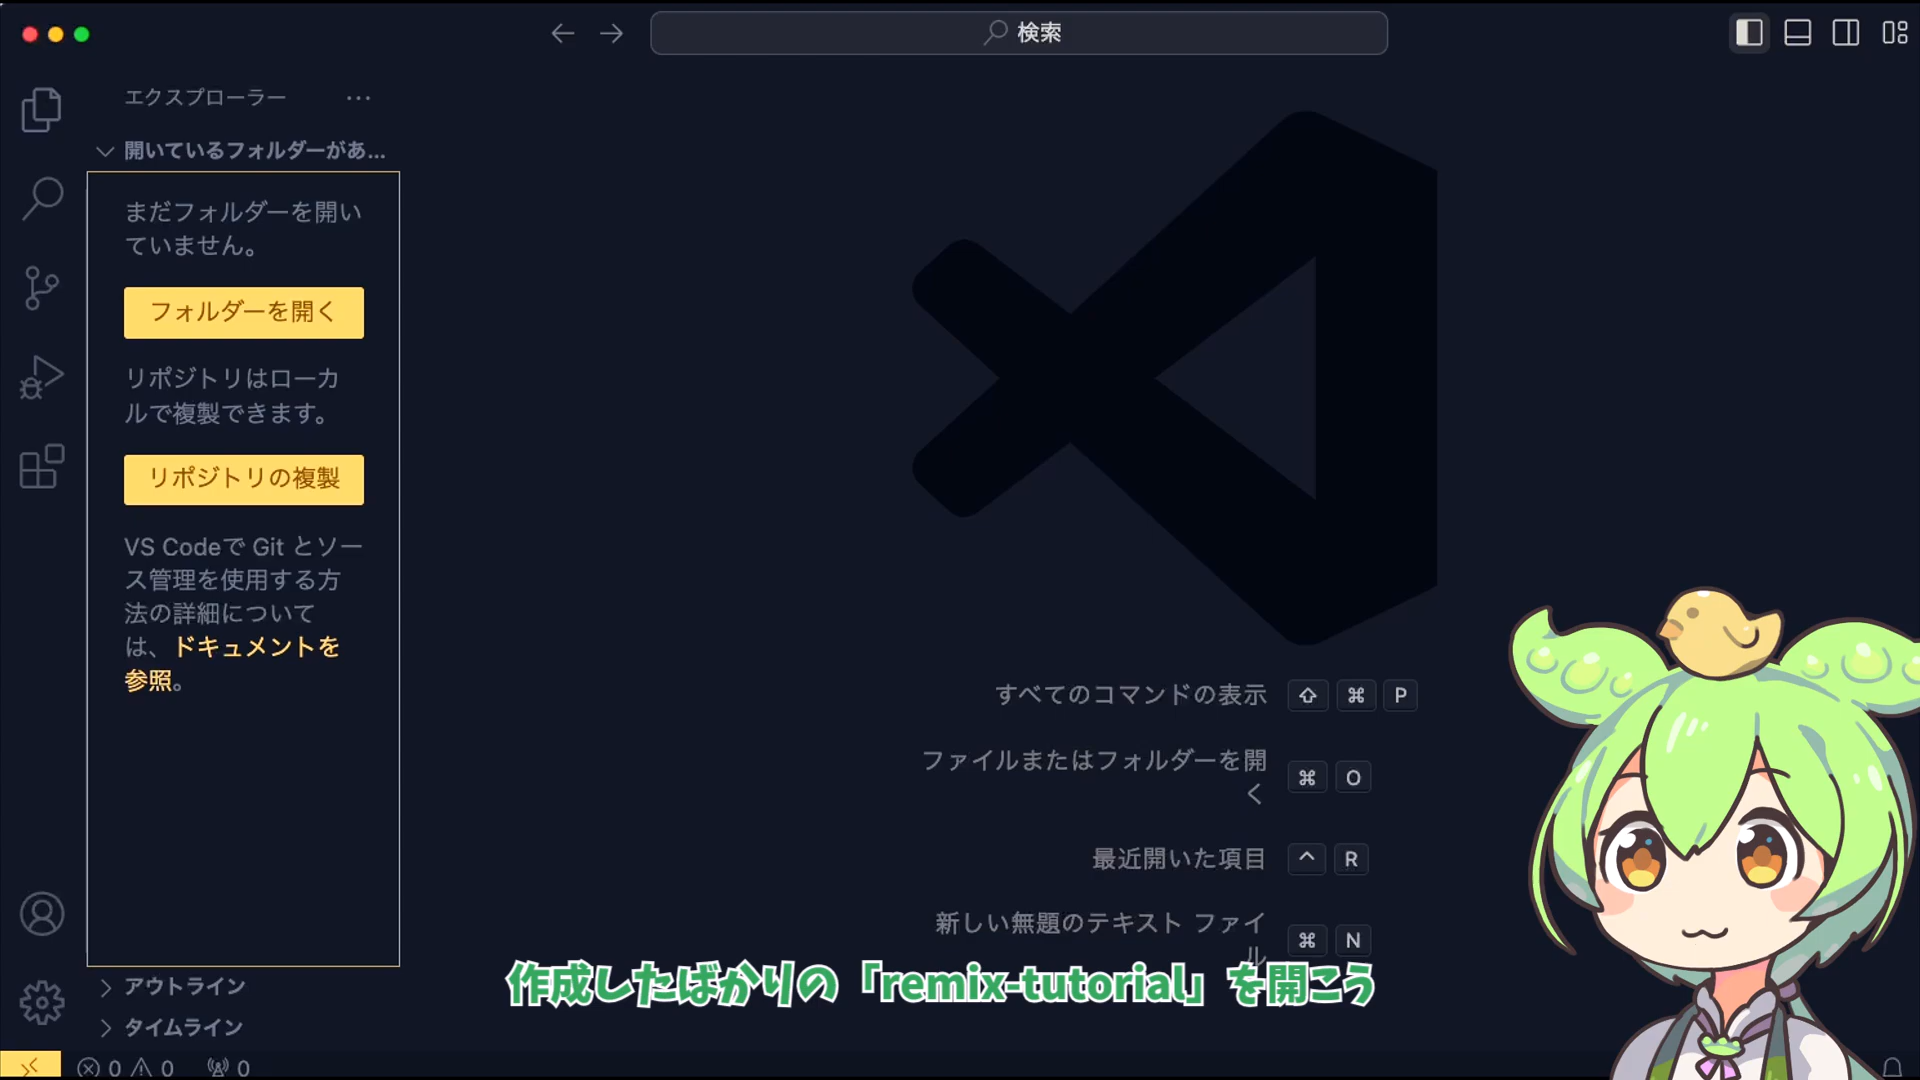 検索
エクスプローラー
開いているフォルダーがあ...
まだフォルダーを開い
ていません。
フォルダーを開く
リポジトリはローカ
ルで複製できます。
リポジトリの複製
VS Codeで Git とソー
ス管理を使用する方
法の詳細について
は、ドキュメントを
参照。
アウトライン
タイムライン
すべてのコマンドの表示 ⇧ ⌘ P
ファイルまたはフォルダーを開
く ⌘ O
最近開いた項目 ^ R
新しい無題のテキスト ファイ
ル ⌘ N
作成したばかりの「remix-tutorial」を開こう
0 0 0